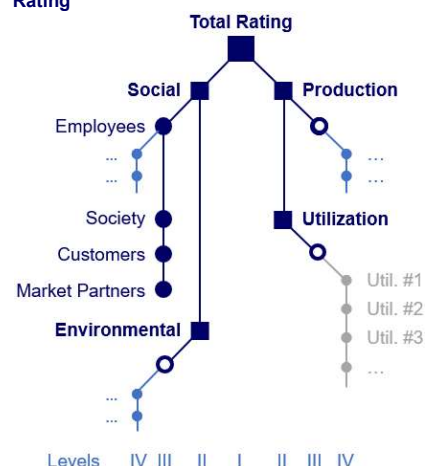 Rating
Total Rating
Social
Production
Employees
...
...
...
...
Society
Utilization
Customers
Util. #1
Market Partners
Util. #2
Environmental
Util. #3
...
...
...
Levels IV III II I II III IV